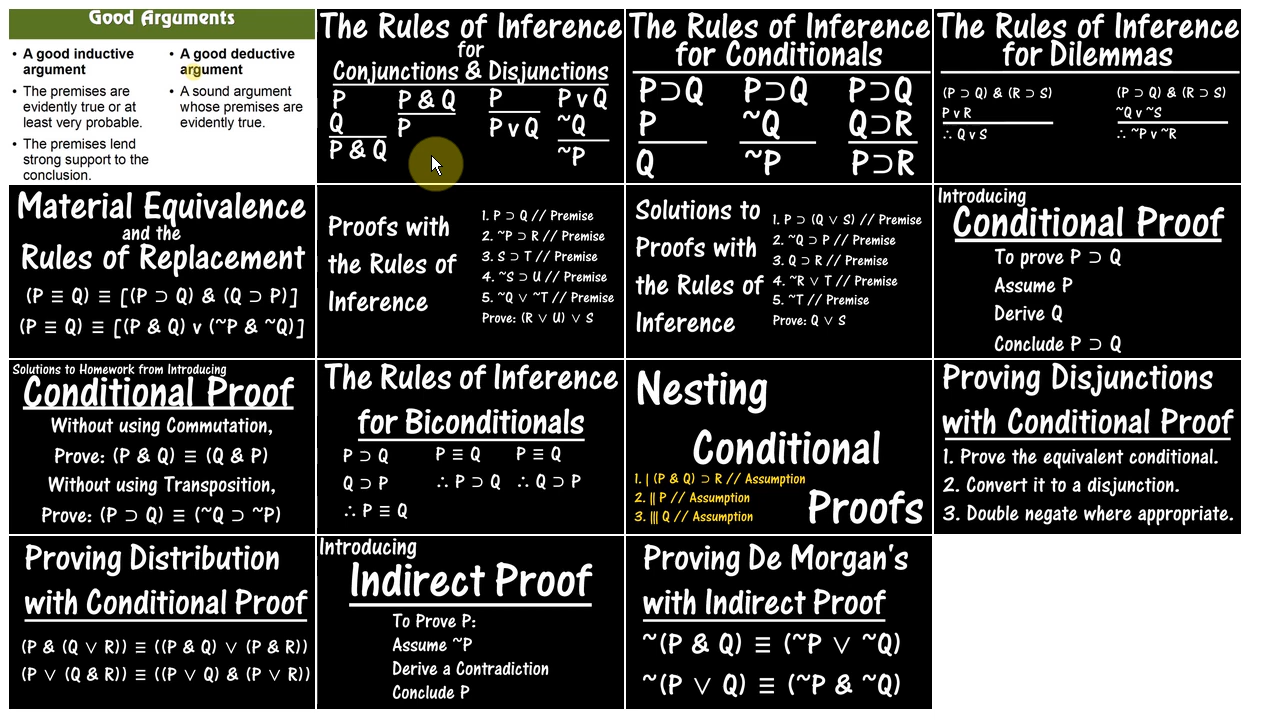 Good Arguments
• A good inductive argument
• The premises are evidently true or at least very probable.
• The premises lend strong support to the conclusion.
• A good deductive argument
• A sound argument whose premises are evidently true.
The Rules of Inference
for
Conjunctions & Disjunctions
P
Q
P & Q
P & Q
P
P
P v Q
P v Q
~Q
~P
The Rules of Inference
for Conditionals
P ⊃ Q
P
Q
P ⊃ Q
~Q
~P
P ⊃ Q
Q ⊃ R
P ⊃ R
The Rules of Inference
for Dilemmas
(P ⊃ Q) & (R ⊃ S)
P v R
∴ Q v S
(P ⊃ Q) & (R ⊃ S)
~Q v ~S
∴ ~P v ~R
Material Equivalence
and the
Rules of Replacement
(P ≡ Q) ≡ [(P ⊃ Q) & (Q ⊃ P)]
(P ≡ Q) ≡ [(P & Q) v (~P & ~Q)]
Proofs with
the Rules of
Inference
1. P ⊃ Q // Premise
2. ~P ⊃ R // Premise
3. S ⊃ T // Premise
4. ~S ⊃ U // Premise
5. ~Q ∨ ~T // Premise
Prove: (R ∨ U) ∨ S
Solutions to
Proofs with
the Rules of
Inference
1. P ⊃ (Q ∨ S) // Premise
2. ~Q ⊃ P // Premise
3. Q ⊃ R // Premise
4. ~R ∨ T // Premise
5. ~T // Premise
Prove: Q ∨ S
Introducing
Conditional Proof
To prove P ⊃ Q
Assume P
Derive Q
Conclude P ⊃ Q
Solutions to Homework from Introducing
Conditional Proof
Without using Commutation,
Prove: (P & Q) ≡ (Q & P)
Without using Transposition,
Prove: (P ⊃ Q) ≡ (~Q ⊃ ~P)
The Rules of Inference
for Biconditionals
P ⊃ Q
Q ⊃ P
∴ P ≡ Q
P ≡ Q
∴ P ⊃ Q
P ≡ Q
∴ Q ⊃ P
Nesting
Conditional
Proofs
1. | (P & Q) ⊃ R // Assumption
2. || P // Assumption
3. ||| Q // Assumption
Proving Disjunctions
with Conditional Proof
1. Prove the equivalent conditional.
2. Convert it to a disjunction.
3. Double negate where appropriate.
Proving Distribution
with Conditional Proof
(P & (Q ∨ R)) ≡ ((P & Q) ∨ (P & R))
(P ∨ (Q & R)) ≡ ((P ∨ Q) & (P ∨ R))
Introducing
Indirect Proof
To Prove P:
Assume ~P
Derive a Contradiction
Conclude P
Proving De Morgan's
with Indirect Proof
~(P & Q) ≡ (~P ∨ ~Q)
~(P ∨ Q) ≡ (~P & ~Q)